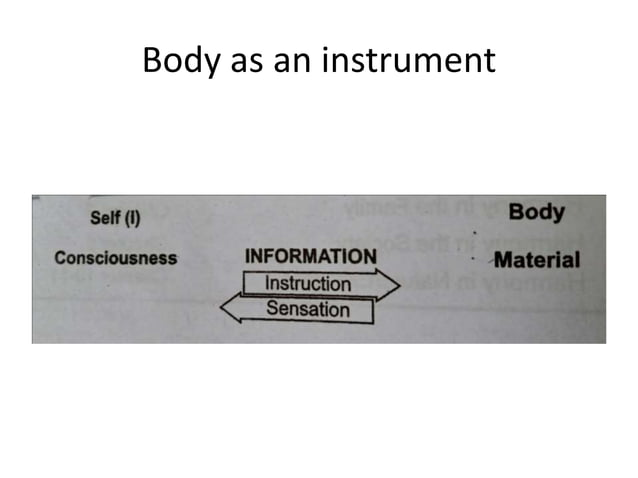 Body as an instrument
Self (I)
Body
Consciousness
INFORMATION
Material
Instruction
Sensation